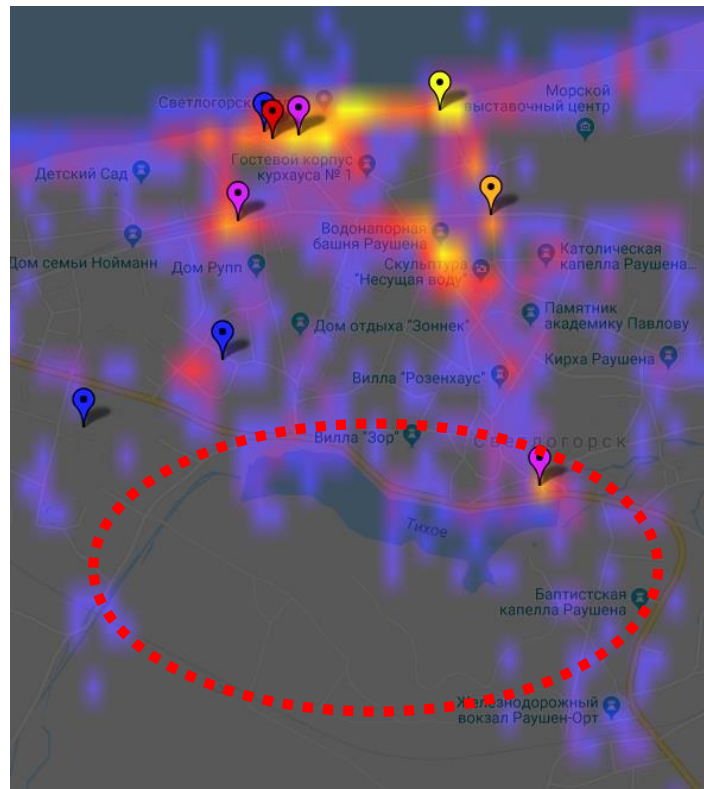 Светлогорск
Морской
выставочный центр
Гостевой корпус
курхауса № 1
Детский Сад
Водонапорная
башня Раушена
Католическая
капелла Раушена...
Дом семьи Нойманн
Дом Рупп
Скульптура
"Несущая воду"
Памятник
академику Павлову
Дом отдыха "Зоннек"
Кирха Раушена
Вилла "Розенхаус"
Вилла "Зор"
Светлогорск
Тихое
Баптистская
капелла Раушена
Железнодорожный
вокзал Раушен-Орт